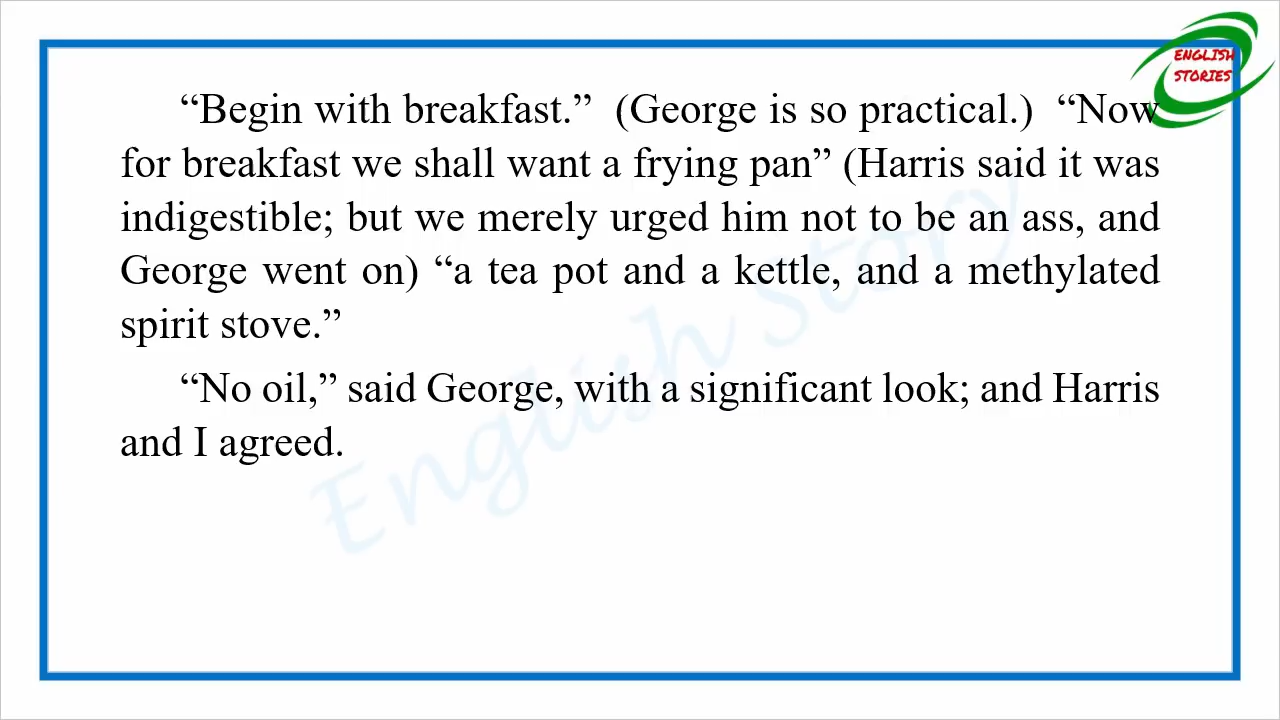 ENGLISH
STORIES
“Begin with breakfast.” (George is so practical.) “Now
for breakfast we shall want a frying pan” (Harris said it was
indigestible; but we merely urged him not to be an ass, and
George went on) “a tea pot and a kettle, and a methylated
spirit stove.”
“No oil,” said George, with a significant look; and Harris
and I agreed.
English Story